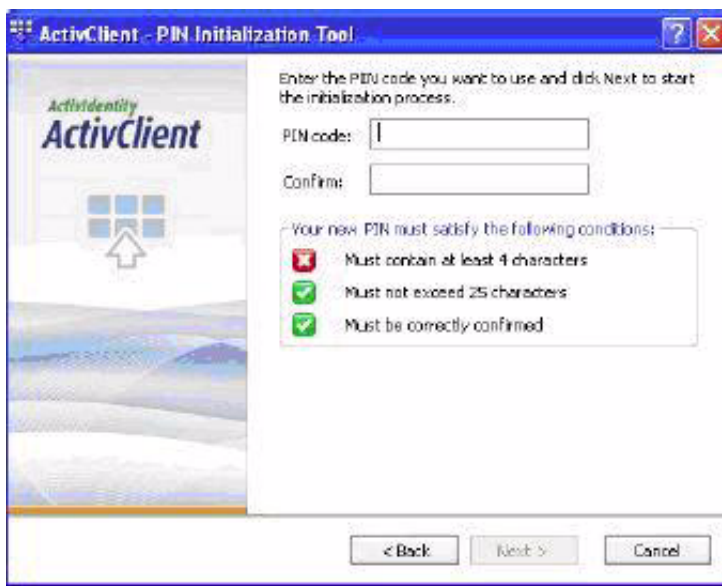 ActivClient - PIN Initialization Tool
Enter the PIN code you want to use and click Next to start
the initialization process.
ActivIdentity
ActivClient
PIN code:
Confirm:
Your new PIN must satisfy the following conditions:
Must contain at least 4 characters
Must not exceed 25 characters
Must be correctly confirmed
< Back
Next >
Cancel